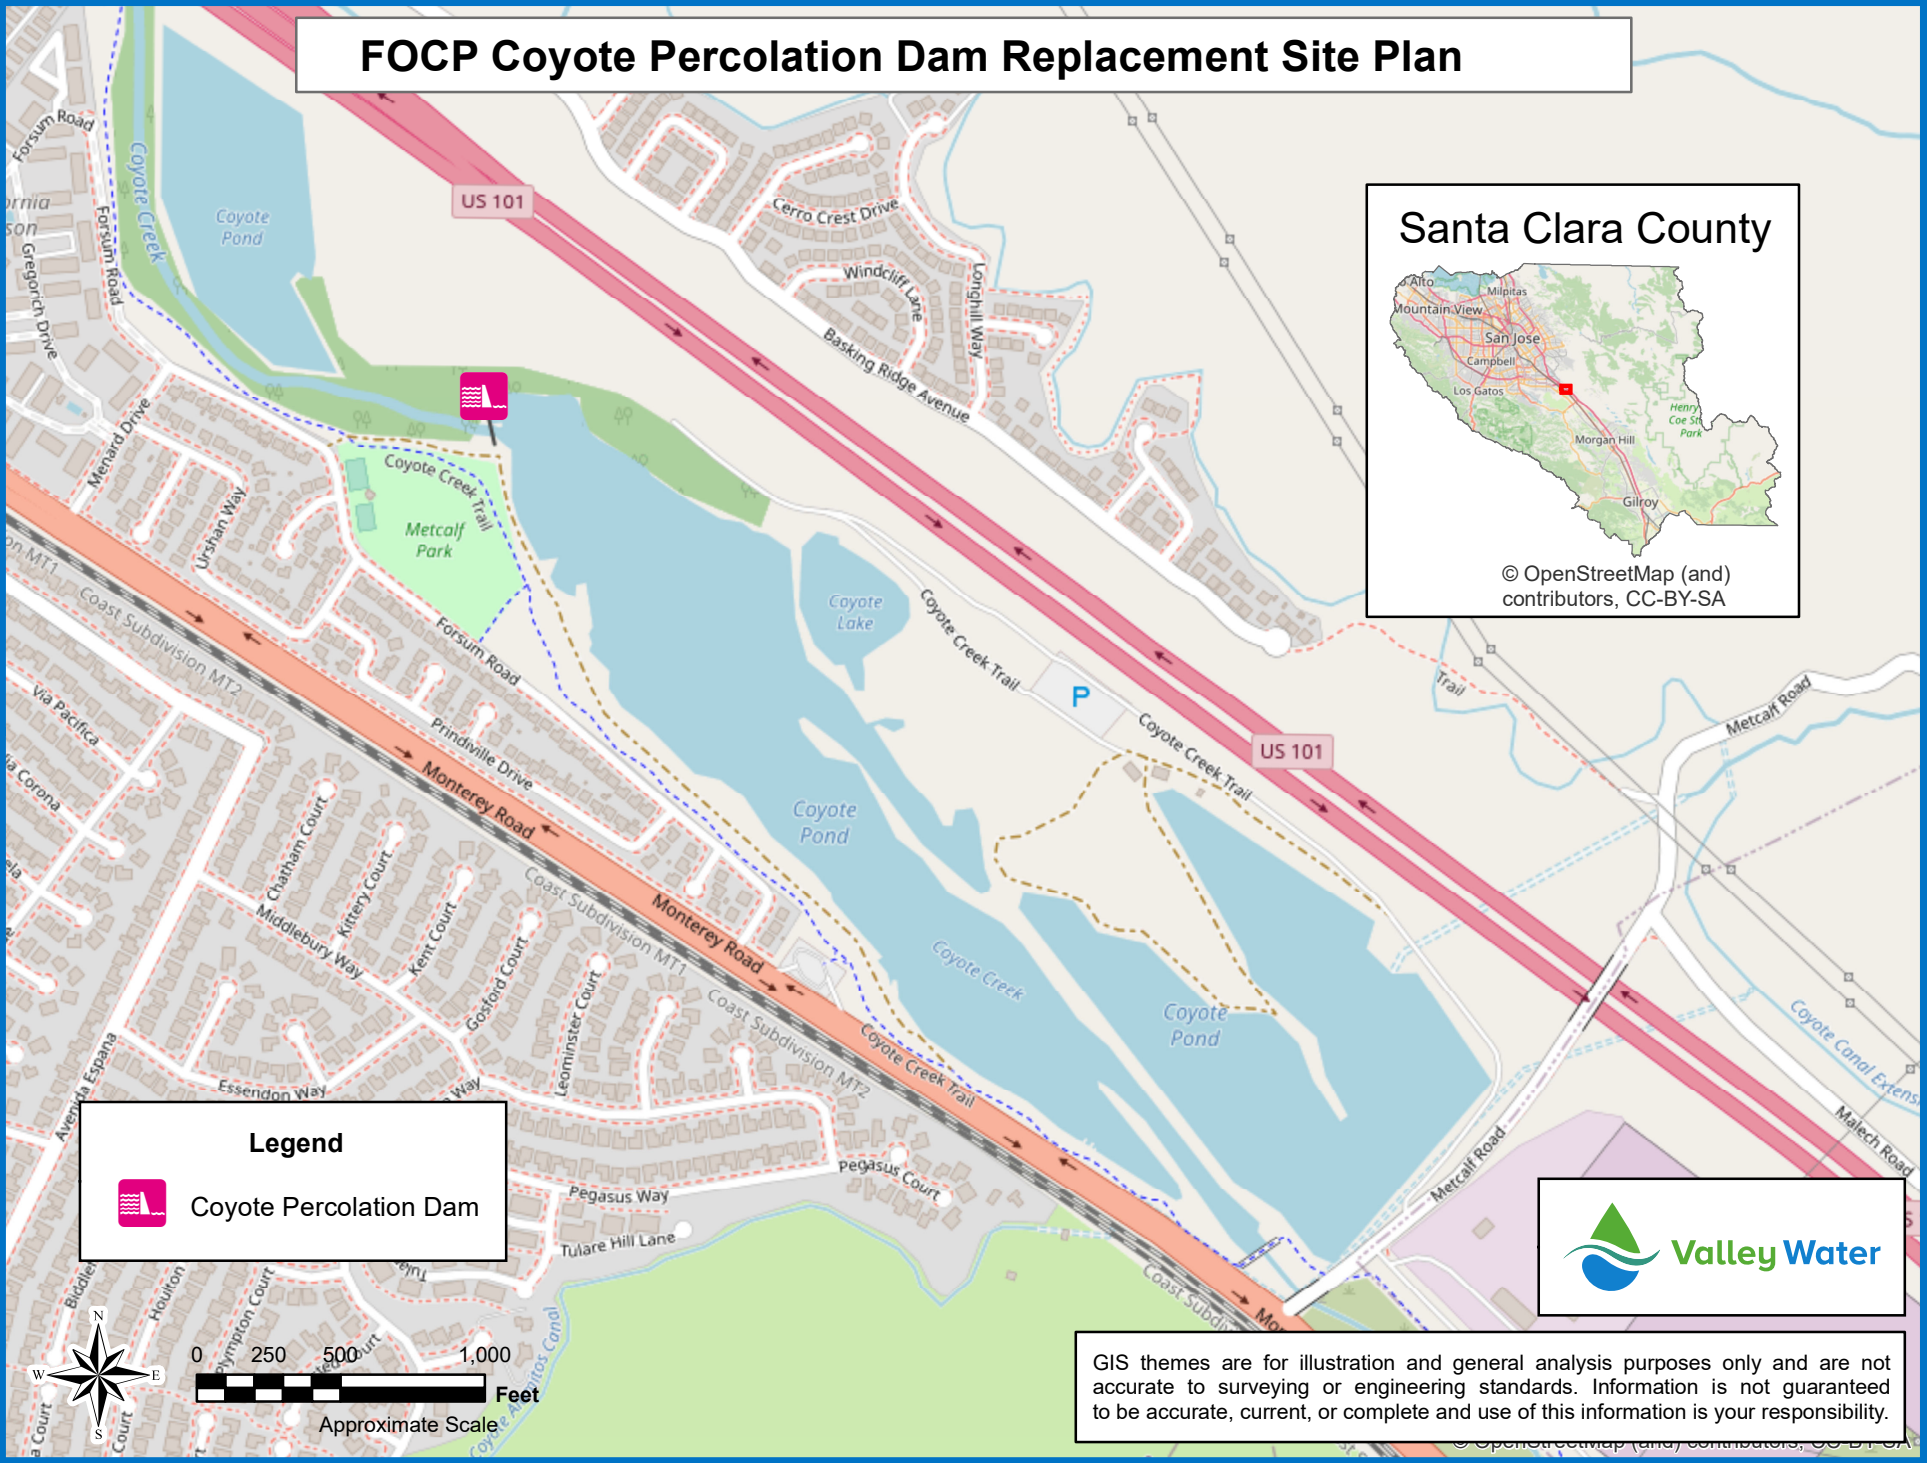 FOCP Coyote Percolation Dam Replacement Site Plan
Forsum Road
Coyote Creek
Coyote
Pond
US 101
Cerro Crest Drive
Windcliff Lane
Longhill Way
Basking Ridge Avenue
Forsum Road
Gregorich Drive
Menard Drive
Urshan Way
Coyote Creek Trail
Metcalf
Park
Santa Clara County
Milpitas
Mountain View
San Jose
Campbell
Los Gatos
Henry
Park
Morgan Hill
Gilroy
© OpenStreetMap (and)
contributors, CC-BY-SA
Coast Subdivision MT2
Forsum Road
Coyote
Lake
Coyote Creek Trail
P
Coyote Creek Trail
US 101
Trail
Metcalf Road
Via Pacifica
Prindiville Drive
Monterey Road
Coyote
Pond
Chatham Court
Kittery Court
Kent Court
Gosford Court
Middlebury Way
Leominster Court
Coast Subdivision MT1
Monterey Road
Coast Subdivision MT2
Coyote Creek
Coyote
Pond
Coyote Creek Trail
Avenida Espana
Essendon Way
Way
Pegasus Court
Pegasus Way
Tulare Hill Lane
Metcalf Road
Malech Road
Legend
Coyote Percolation Dam
Houlton
Valley Water
N
W E
S
0 250 500 1,000
Feet
Approximate Scale
GIS themes are for illustration and general analysis purposes only and are not
accurate to surveying or engineering standards. Information is not guaranteed
to be accurate, current, or complete and use of this information is your responsibility.